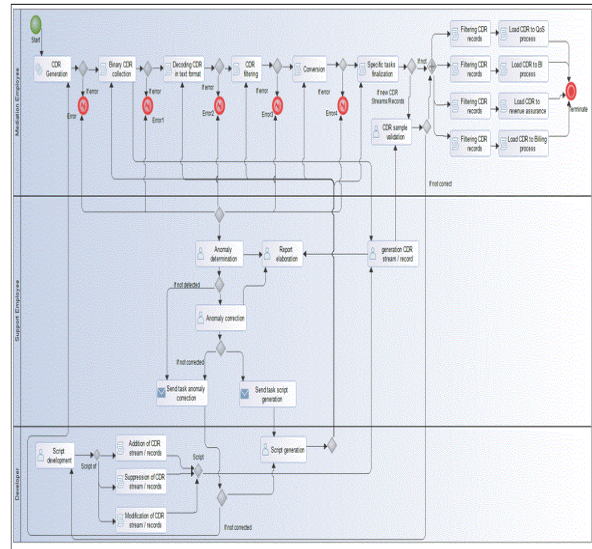 Mediation Employee
Start
CDR
Generation
Binary CDR
collection
Decoding CDR
in text format
CDR
filtering
Conversion
Specific tasks
finalization
If not
Filtering CDR
records
Load CDR to QoS
process
Filtering CDR
records
Load CDR to BI
process
Filtering CDR
records
Load CDR to
revenue assurance
Filtering CDR
records
Load CDR to Billing
process
Terminate
If error
If error
If error
If error
If error
Error
Error1
Error2
Error3
Error4
If new CDR
Streams/Records
CDR sample
validation
If not correct
Support Employee
Anomaly
determination
Report
elaboration
generation CDR
stream / record
If not detected
Anomaly correction
If not corrected
Send task anomaly
correction
Send task script
generation
Developer
Script
development
Script of
Addition of CDR
stream / records
Suppression of CDR
stream / records
Modification of CDR
stream / records
Script
Script generation
If not corrected